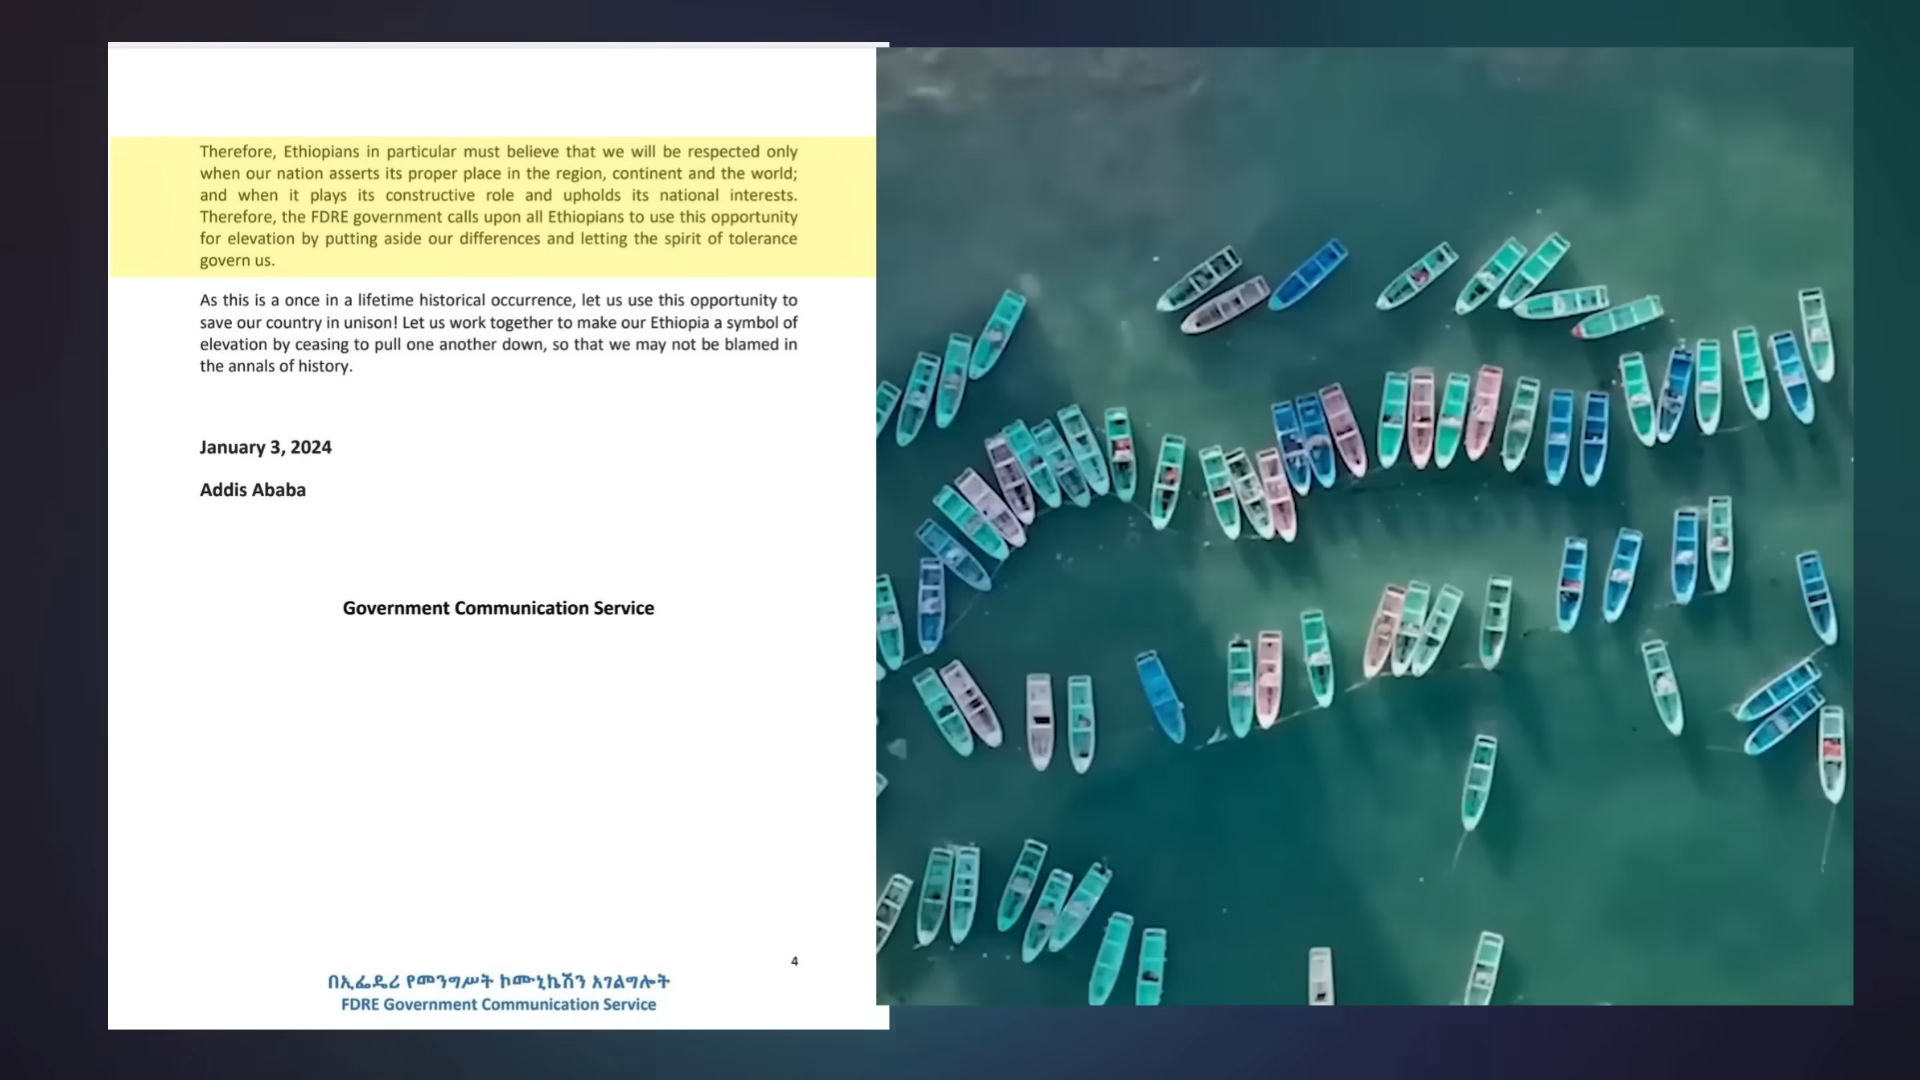 Therefore, Ethiopians in particular must believe that we will be respected only
when our nation asserts its proper place in the region, continent and the world;
and when it plays its constructive role and upholds its national interests.
Therefore, the FDRE government calls upon all Ethiopians to use this opportunity
for elevation by putting aside our differences and letting the spirit of tolerance
govern us.
As this is a once in a lifetime historical occurrence, let us use this opportunity to
save our country in unison! Let us work together to make our Ethiopia a symbol of
elevation by ceasing to pull one another down, so that we may not be blamed in
the annals of history.
January 3, 2024
Addis Ababa
Government Communication Service
4
በኢፌዴሪ የመንግሥት ኮሙኒኬሽን አገልግሎት
FDRE Government Communication Service